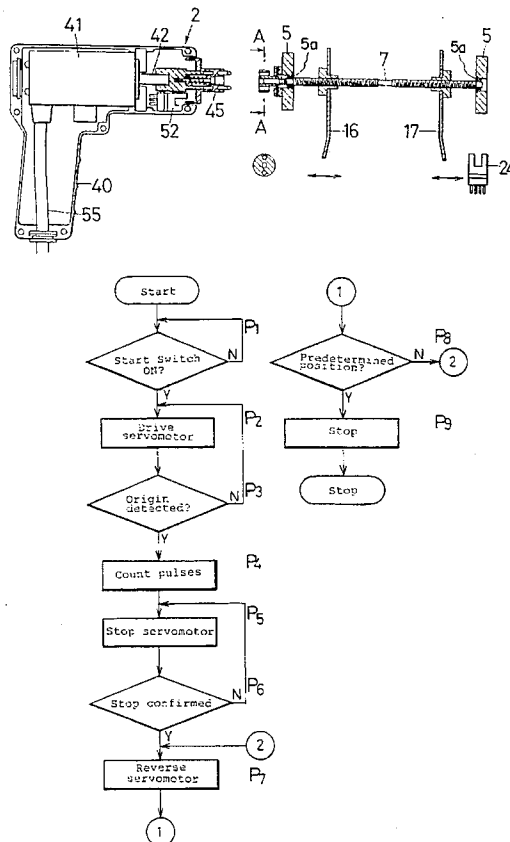 41
42
2
45
52
40
55
A
5
5a
7
5a
5
A
16
17
24
Start
P1
Start Switch
ON?
N
Y
P2
Drive
servomotor
P3
Origin
detected?
N
Y
Count pulses
P4
P5
Stop servomotor
P6
Stop confirmed
N
Y
2
Reverse
servomotor
P7
1
1
P8
Predetermined
position?
N
2
Y
Stop
P9
Stop